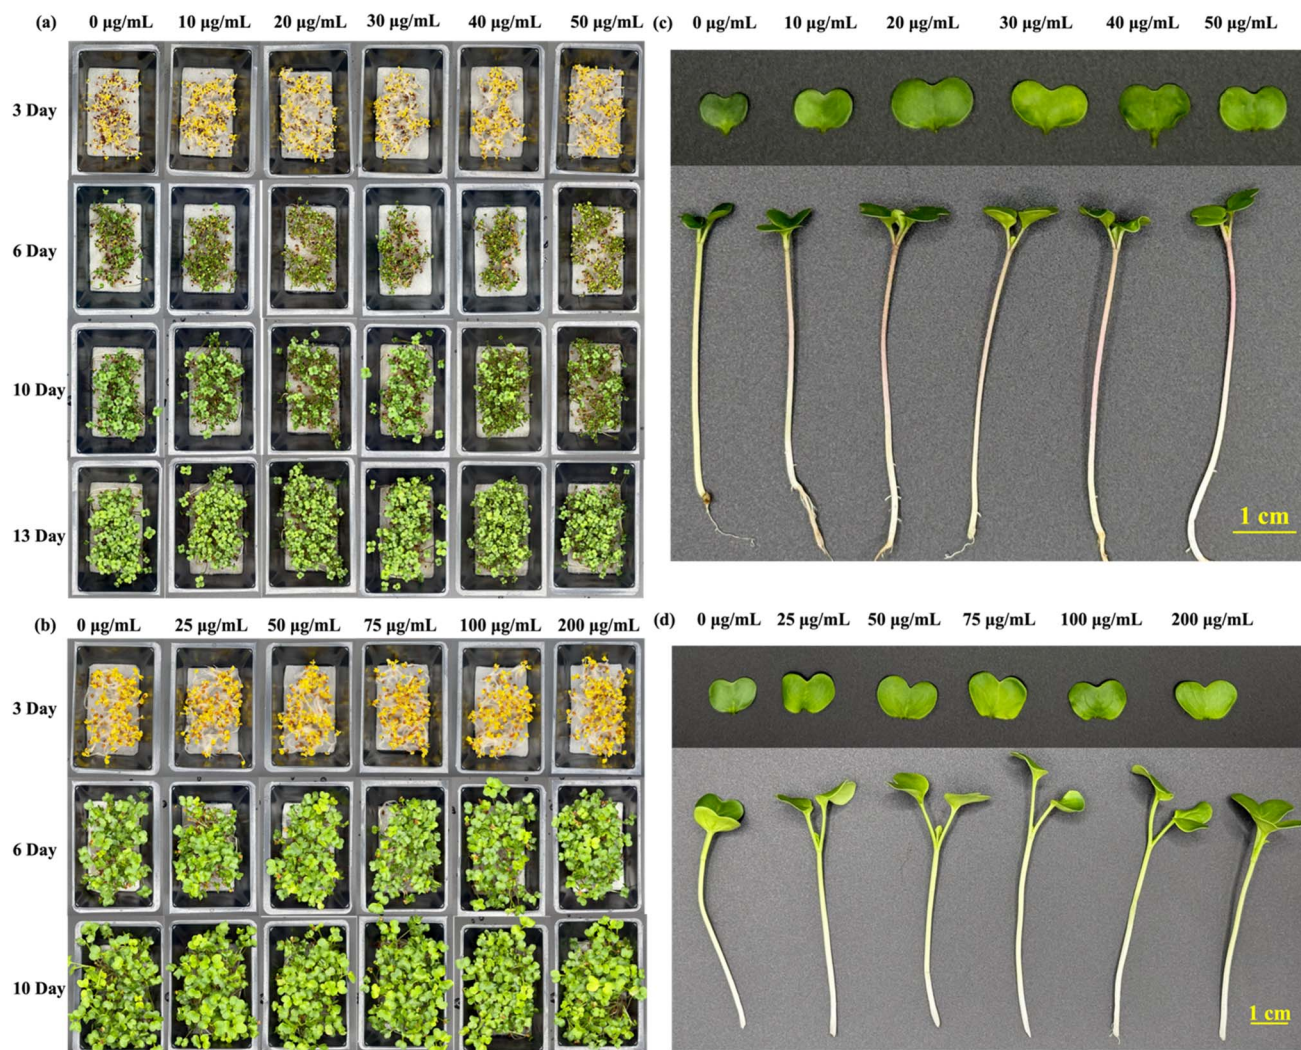 (a) 0 μg/mL 10 μg/mL 20 μg/mL 30 μg/mL 40 μg/mL 50 μg/mL
3 Day
6 Day
10 Day
13 Day
(c) 0 μg/mL 10 μg/mL 20 μg/mL 30 μg/mL 40 μg/mL 50 μg/mL
1 cm
(b) 0 μg/mL 25 μg/mL 50 μg/mL 75 μg/mL 100 μg/mL 200 μg/mL
3 Day
6 Day
10 Day
(d) 0 μg/mL 25 μg/mL 50 μg/mL 75 μg/mL 100 μg/mL 200 μg/mL
1 cm